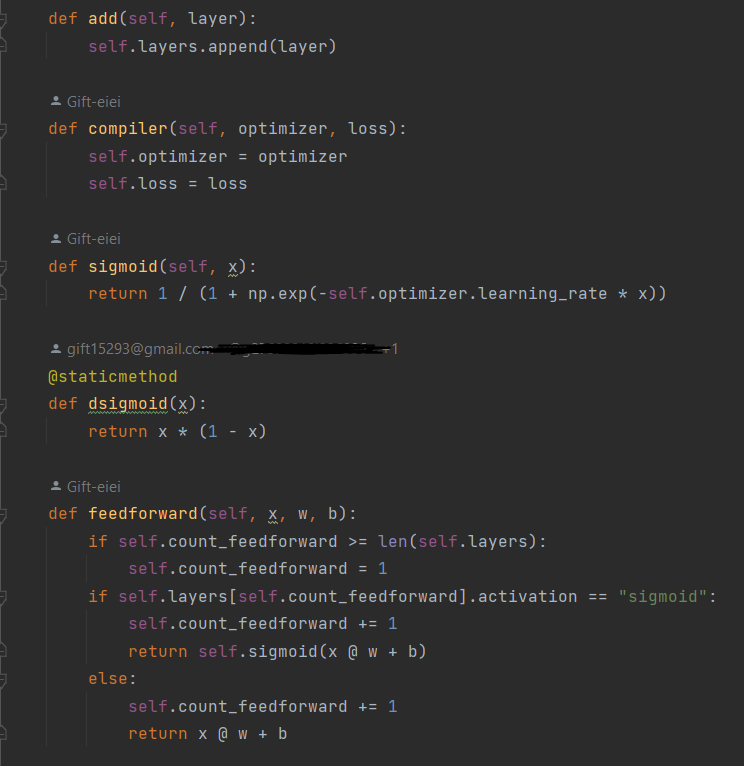 def add(self, layer):
    self.layers.append(layer)
Gift-eiei
def compiler(self, optimizer, loss):
    self.optimizer = optimizer
    self.loss = loss
Gift-eiei
def sigmoid(self, x):
    return 1 / (1 + np.exp(-self.optimizer.learning_rate * x))
gift15293@gmail.com +1
@staticmethod
def dsigmoid(x):
    return x * (1 - x)
Gift-eiei
def feedforward(self, x, w, b):
    if self.count_feedforward >= len(self.layers):
        self.count_feedforward = 1
    if self.layers[self.count_feedforward].activation == "sigmoid":
        self.count_feedforward += 1
        return self.sigmoid(x @ w + b)
    else:
        self.count_feedforward += 1
        return x @ w + b